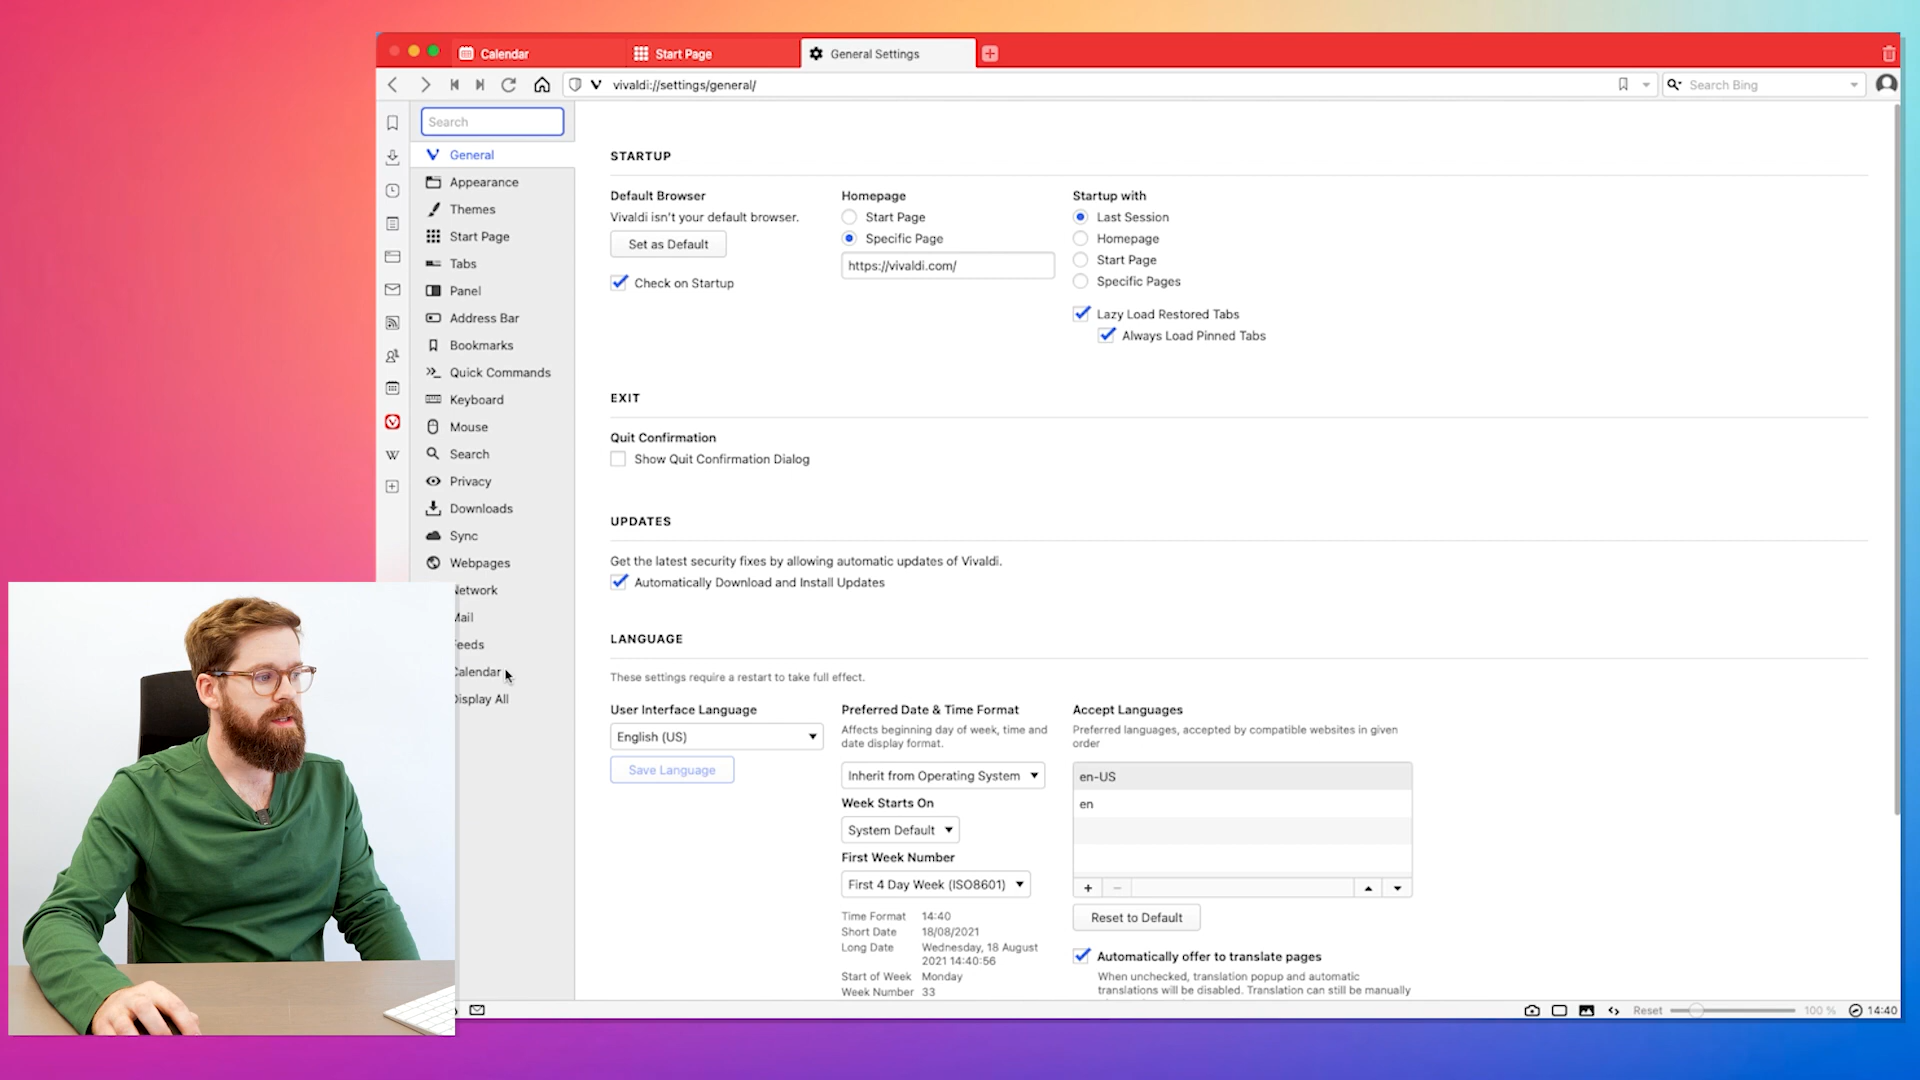 Calendar
Start Page
General Settings
vivaldi://settings/general/
Search Bing
Search
General
Appearance
Themes
Start Page
Tabs
Panel
Address Bar
Bookmarks
Quick Commands
Keyboard
Mouse
Search
Privacy
Downloads
Sync
Webpages
Network
Mail
Feeds
Calendar
Display All
W
STARTUP
Default Browser
Vivaldi isn't your default browser.
Set as Default
Check on Startup
Homepage
Start Page
Specific Page
https://vivaldi.com/
Startup with
Last Session
Homepage
Start Page
Specific Pages
Lazy Load Restored Tabs
Always Load Pinned Tabs
EXIT
Quit Confirmation
Show Quit Confirmation Dialog
UPDATES
Get the latest security fixes by allowing automatic updates of Vivaldi.
Automatically Download and Install Updates
LANGUAGE
These settings require a restart to take full effect.
User Interface Language
English (US)
Save Language
Preferred Date & Time Format
Affects beginning day of week, time and
date display format.
Inherit from Operating System
Week Starts On
System Default
First Week Number
First 4 Day Week (ISO8601)
Time Format 14:40
Short Date 18/08/2021
Long Date Wednesday, 18 August
2021 14:40:56
Start of Week Monday
Week Number 33
Accept Languages
Preferred languages, accepted by compatible websites in given
order
en-US
en
Reset to Default
Automatically offer to translate pages
When unchecked, translation popup and automatic
translations will be disabled. Translation can still be manually
Reset
100 %
14:40